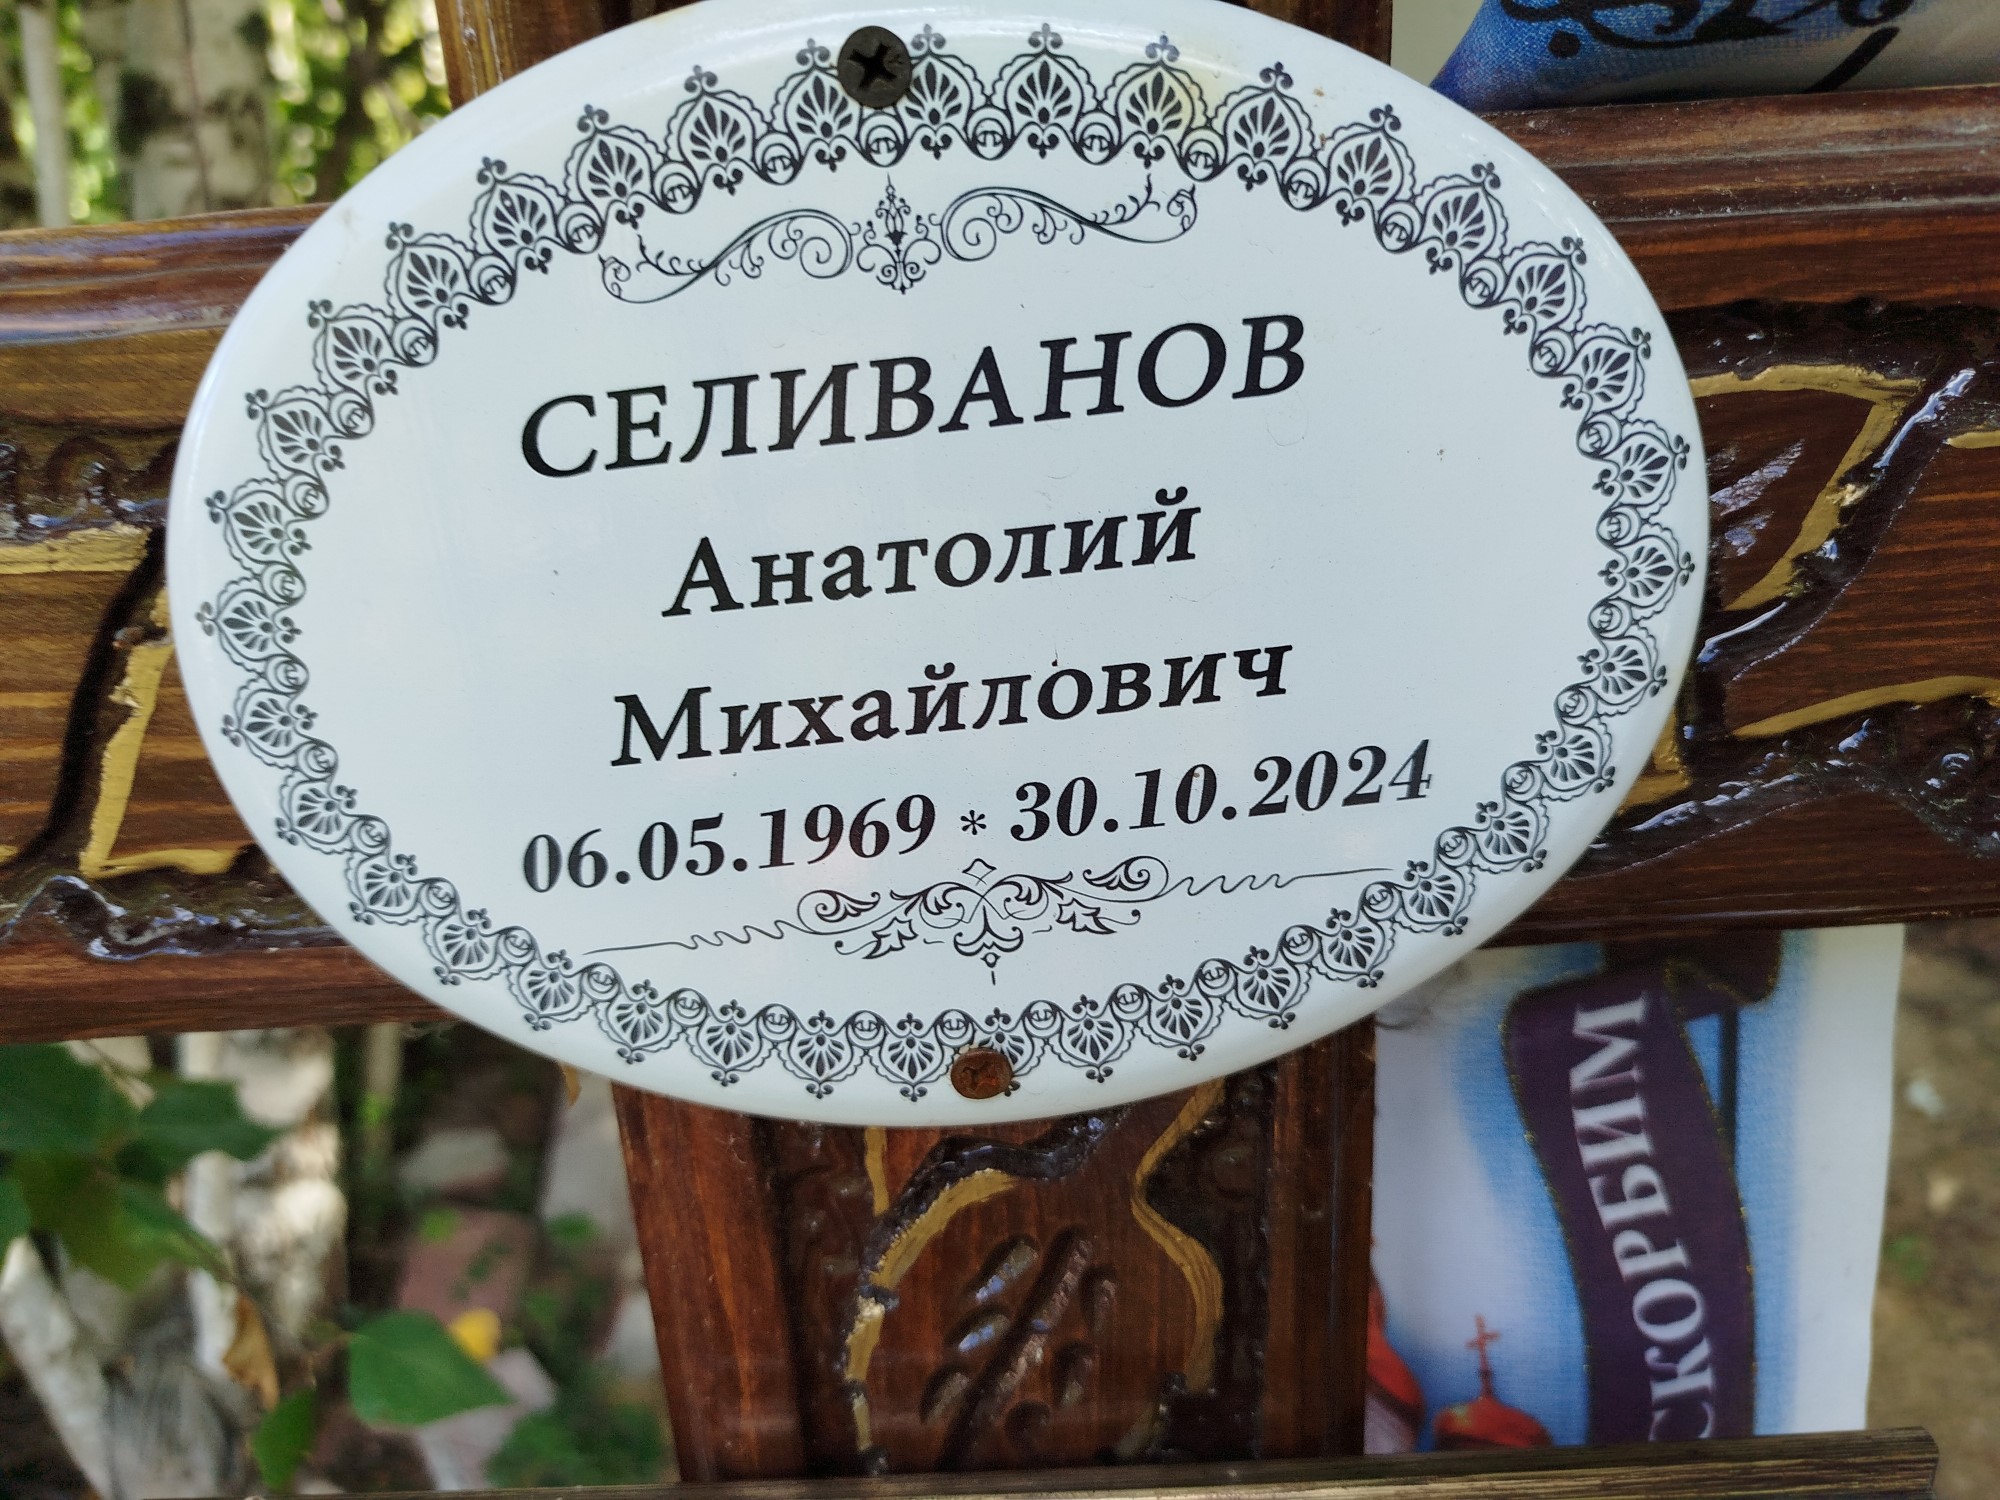 СЕЛИВАНОВ
Анатолий
Михайлович
06.05.1969 * 30.10.2024
СКОРБИМ